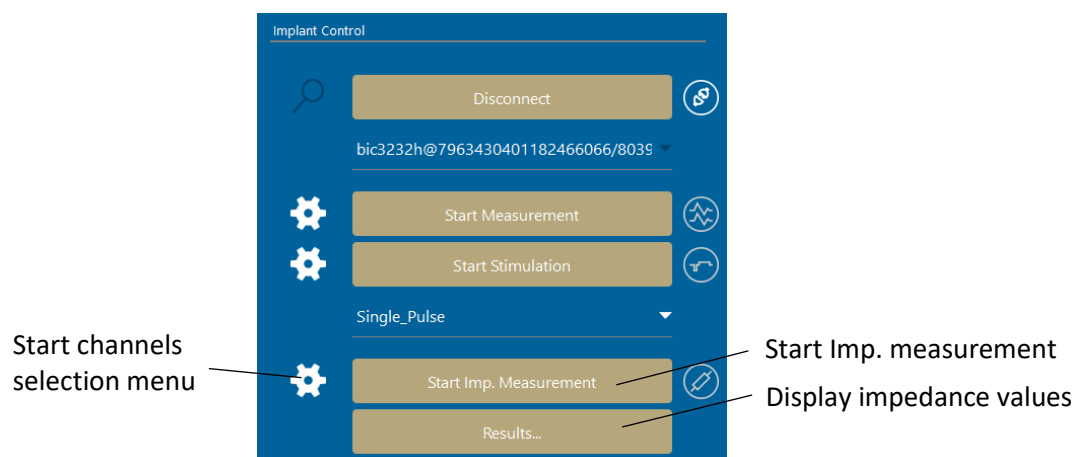 Implant Control
Disconnect
bic3232h@7963430401182466066/8039
Start Measurement
Start Stimulation
Single_Pulse
Start channels
selection menu
Start Imp. Measurement
Results...
Start Imp. measurement
Display impedance values